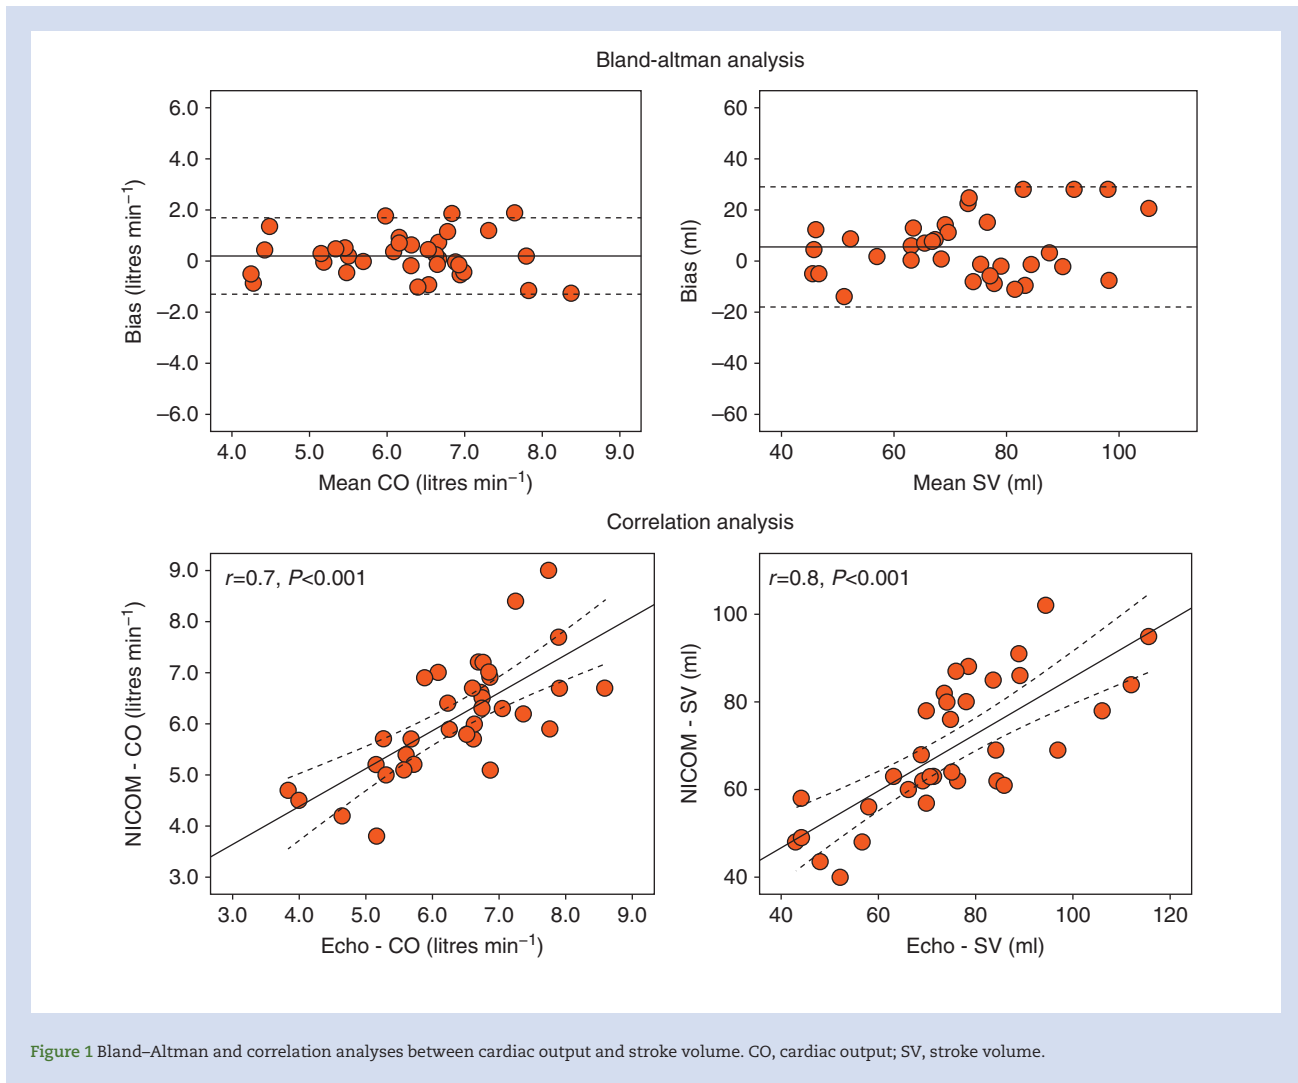 Bland-altman analysis
6.0
4.0
2.0
0
–2.0
–4.0
–6.0
Bias (litres min⁻¹)
4.0 5.0 6.0 7.0 8.0 9.0
Mean CO (litres min⁻¹)
60
40
20
0
–20
–40
–60
Bias (ml)
40 60 80 100
Mean SV (ml)
Correlation analysis
r=0.7, P<0.001
9.0
8.0
7.0
6.0
5.0
4.0
3.0
NICOM - CO (litres min⁻¹)
3.0 4.0 5.0 6.0 7.0 8.0 9.0
Echo - CO (litres min⁻¹)
r=0.8, P<0.001
100
80
60
40
NICOM - SV (ml)
40 60 80 100 120
Echo - SV (ml)
Figure 1 Bland–Altman and correlation analyses between cardiac output and stroke volume. CO, cardiac output; SV, stroke volume.